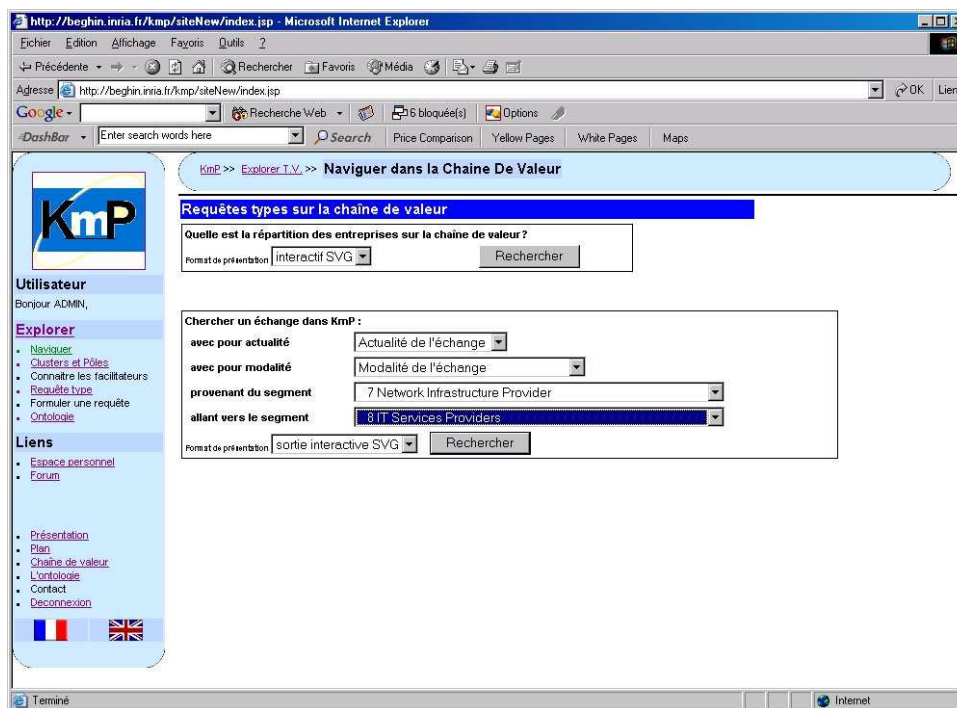 http://beghin.inria.fr/kmp/siteNew/index.jsp - Microsoft Internet Explorer
Fichier Edition Affichage Favoris Outils ?
Précédente Rechercher Favoris Média
Adresse http://beghin.inria.fr/kmp/siteNew/index.jsp OK Lien
Google Recherche Web 6 bloquée(s) Options
DashBar Enter search words here Search Price Comparison Yellow Pages White Pages Maps
KmP >> Explorer T.V. >> Naviguer dans la Chaine De Valeur
KmP
Utilisateur
Bonjour ADMIN,
Explorer
Naviguer
Clusters et Pôles
Connaitre les facilitateurs
Requête type
Formuler une requête
Ontologie
Liens
Espace personnel
Forum
Présentation
Plan
Chaîne de valeur
L'ontologie
Contact
Deconnexion
Requêtes types sur la chaîne de valeur
Quelle est la répartition des entreprises sur la chaîne de valeur?
Format de présentation interactif SVG Rechercher
Chercher un échange dans KmP :
avec pour actualité Actualité de l'échange
avec pour modalité Modalité de l'échange
provenant du segment 7 Network Infrastructure Provider
allant vers le segment 8 IT Services Providers
Format de présentation sortie interactive SVG Rechercher
Terminé Internet